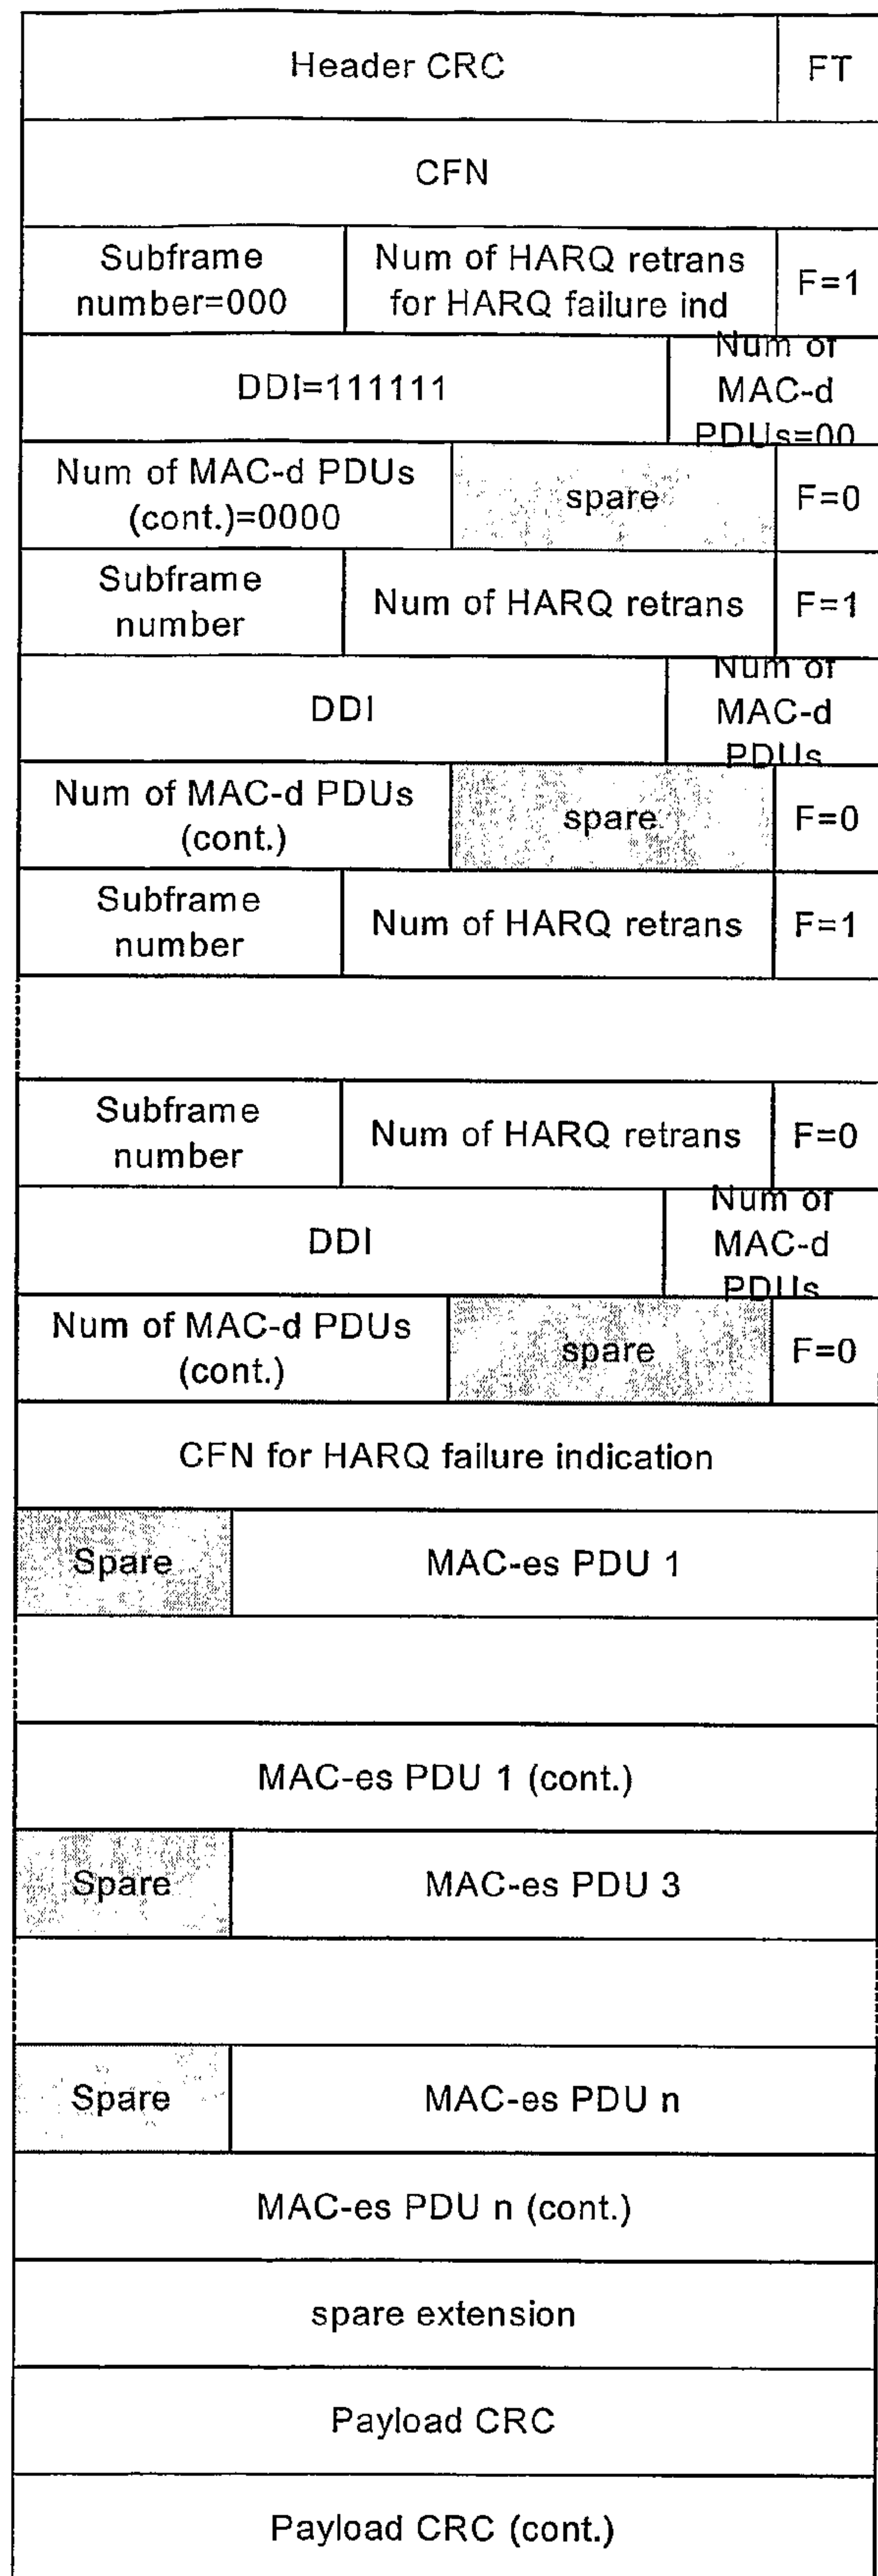 Header CRC
FT
CFN
Subframe
number=000
Num of HARQ retrans
for HARQ failure ind
F=1
DDI=111111
Num of
MAC-d
PDUs=00
Num of MAC-d PDUs
(cont.)=0000
spare
F=0
Subframe
number
Num of HARQ retrans
F=1
DDI
Num of
MAC-d
PDUs
Num of MAC-d PDUs
(cont.)
spare
F=0
Subframe
number
Num of HARQ retrans
F=1
Subframe
number
Num of HARQ retrans
F=0
DDI
Num of
MAC-d
PDUs
Num of MAC-d PDUs
(cont.)
spare
F=0
CFN for HARQ failure indication
Spare
MAC-es PDU 1
MAC-es PDU 1 (cont.)
Spare
MAC-es PDU 3
Spare
MAC-es PDU n
MAC-es PDU n (cont.)
spare extension
Payload CRC
Payload CRC (cont.)